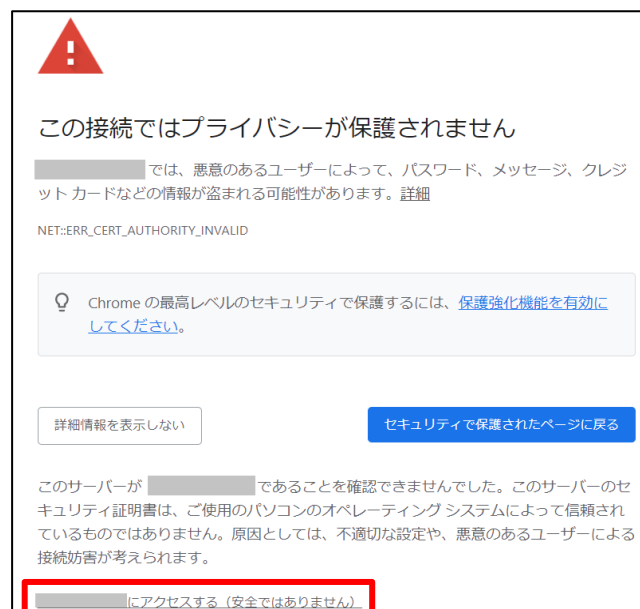 この接続ではプライバシーが保護されません
では、悪意のあるユーザーによって、パスワード、メッセージ、クレジ
ット カードなどの情報が盗まれる可能性があります。詳細
NET::ERR_CERT_AUTHORITY_INVALID
Chrome の最高レベルのセキュリティで保護するには、保護強化機能を有効に
してください。
詳細情報を表示しない
セキュリティで保護されたページに戻る
このサーバーが であることを確認できませんでした。このサーバーのセ
キュリティ証明書は、ご使用のパソコンのオペレーティング システムによって信頼され
ているものではありません。原因としては、不適切な設定や、悪意のあるユーザーによる
接続妨害が考えられます。
にアクセスする（安全ではありません）